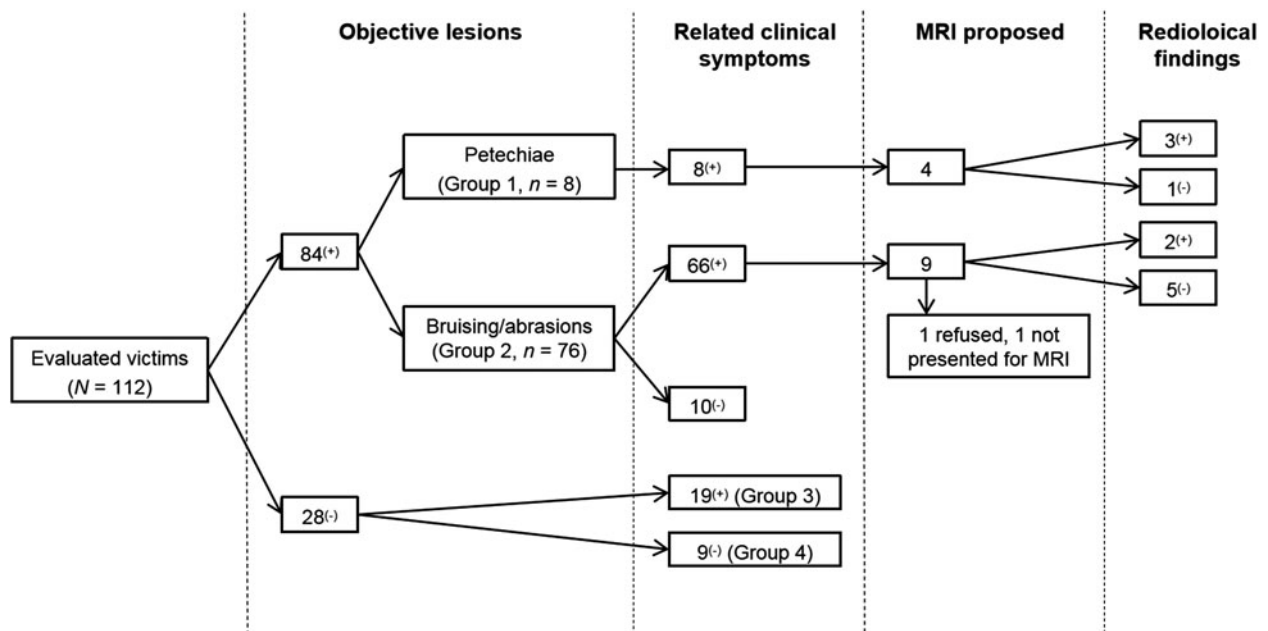 Objective lesions
Related clinical
symptoms
MRI proposed
Redioloical
findings
Petechiae
(Group 1, n = 8)
8(+)
4
3(+)
1(-)
84(+)
66(+)
9
2(+)
5(-)
Bruising/abrasions
(Group 2, n = 76)
1 refused, 1 not
presented for MRI
Evaluated victims
(N = 112)
10(-)
28(-)
19(+) (Group 3)
9(-) (Group 4)